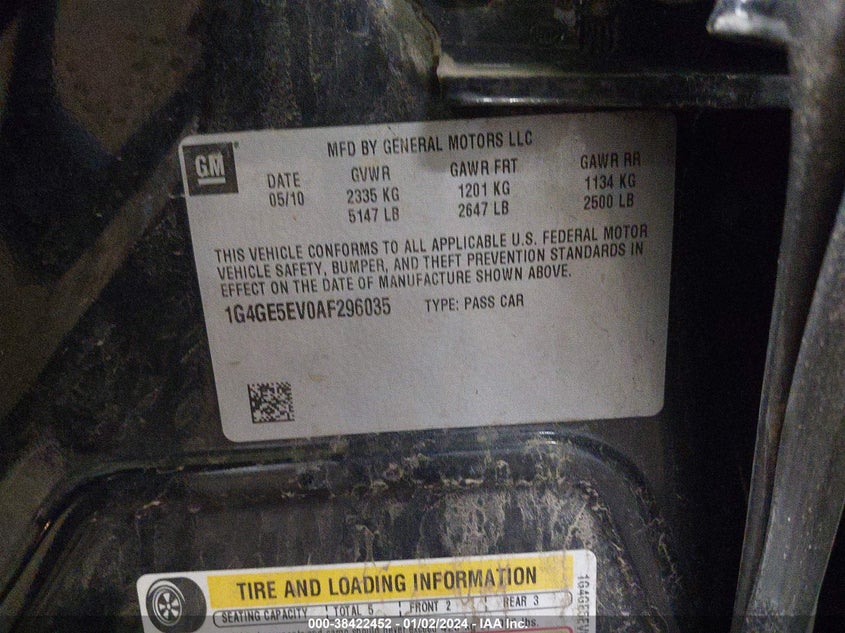 GM
MFD BY GENERAL MOTORS LLC
DATE GVWR GAWR FRT GAWR RR
05/10 2335 KG 1201 KG 1134 KG
5147 LB 2647 LB 2500 LB
THIS VEHICLE CONFORMS TO ALL APPLICABLE U.S. FEDERAL MOTOR
VEHICLE SAFETY, BUMPER, AND THEFT PREVENTION STANDARDS IN
EFFECT ON THE DATE OF MANUFACTURE SHOWN ABOVE.
1G4GE5EV0AF296035 TYPE: PASS CAR
TIRE AND LOADING INFORMATION
SEATING CAPACITY TOTAL 5 FRONT 2 REAR 3
1G4GE5EV
000-38422452 - 01/02/2024 - IAA Inc.